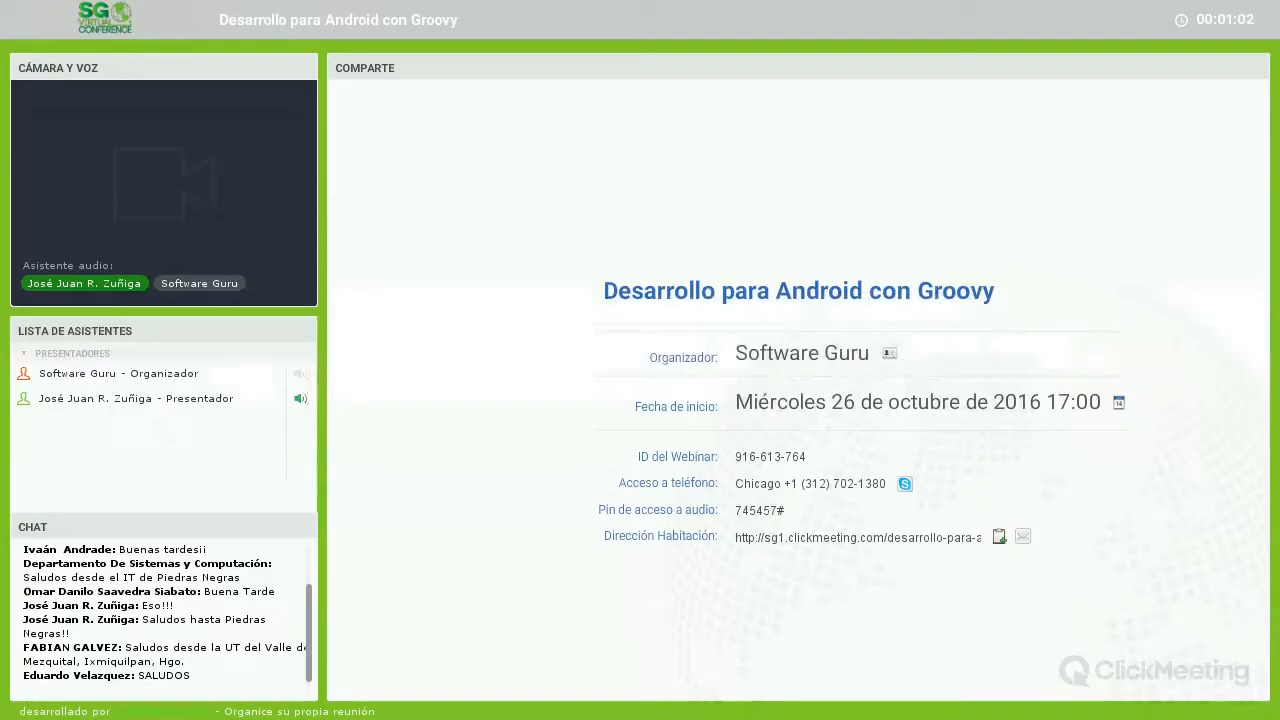 SG
VIRTUAL
CONFERENCE
Desarrollo para Android con Groovy
00:01:02
CÁMARA Y VOZ
Asistente audio:
José Juan R. Zuñiga
Software Guru
LISTA DE ASISTENTES
PRESENTADORES
Software Guru - Organizador
José Juan R. Zuñiga - Presentador
CHAT
Ivaán Andrade: Buenas tardesii
Departamento De Sistemas y Computación:
Saludos desde el IT de Piedras Negras
Omar Danilo Saavedra Siabato: Buena Tarde
José Juan R. Zuñiga: Eso!!!
José Juan R. Zuñiga: Saludos hasta Piedras
Negras!!
FABIAN GALVEZ: Saludos desde la UT del Valle de
Mezquital, Ixmiquilpan, Hgo.
Eduardo Velazquez: SALUDOS
desarrollado por - Organice su propia reunión
COMPARTE
Desarrollo para Android con Groovy
Organizador: Software Guru
Fecha de inicio: Miércoles 26 de octubre de 2016 17:00
ID del Webinar: 916-613-764
Acceso a teléfono: Chicago +1 (312) 702-1380
Pin de acceso a audio: 745457#
Dirección Habitación: http://sg1.clickmeeting.com/desarrollo-para-a
ClickMeeting